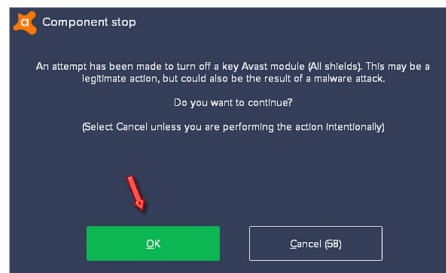 Component stop
An attempt has been made to turn off a key Avast module (All shields). This may be a
legitimate action, but could also be the result of a malware attack.
Do you want to continue?
(Select Cancel unless you are performing the action intentionally)
OK Cancel (58)